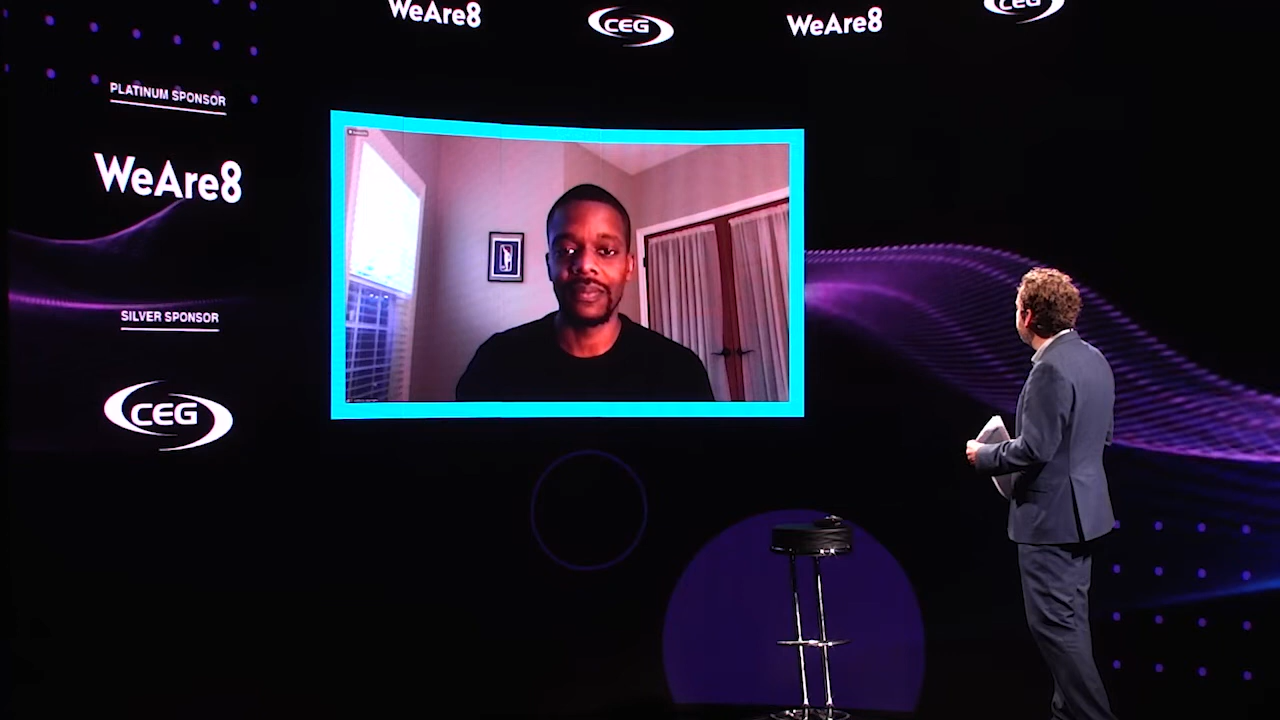 WeAre8
CEG
WeAre8
CEG
PLATINUM SPONSOR
WeAre8
SILVER SPONSOR
CEG